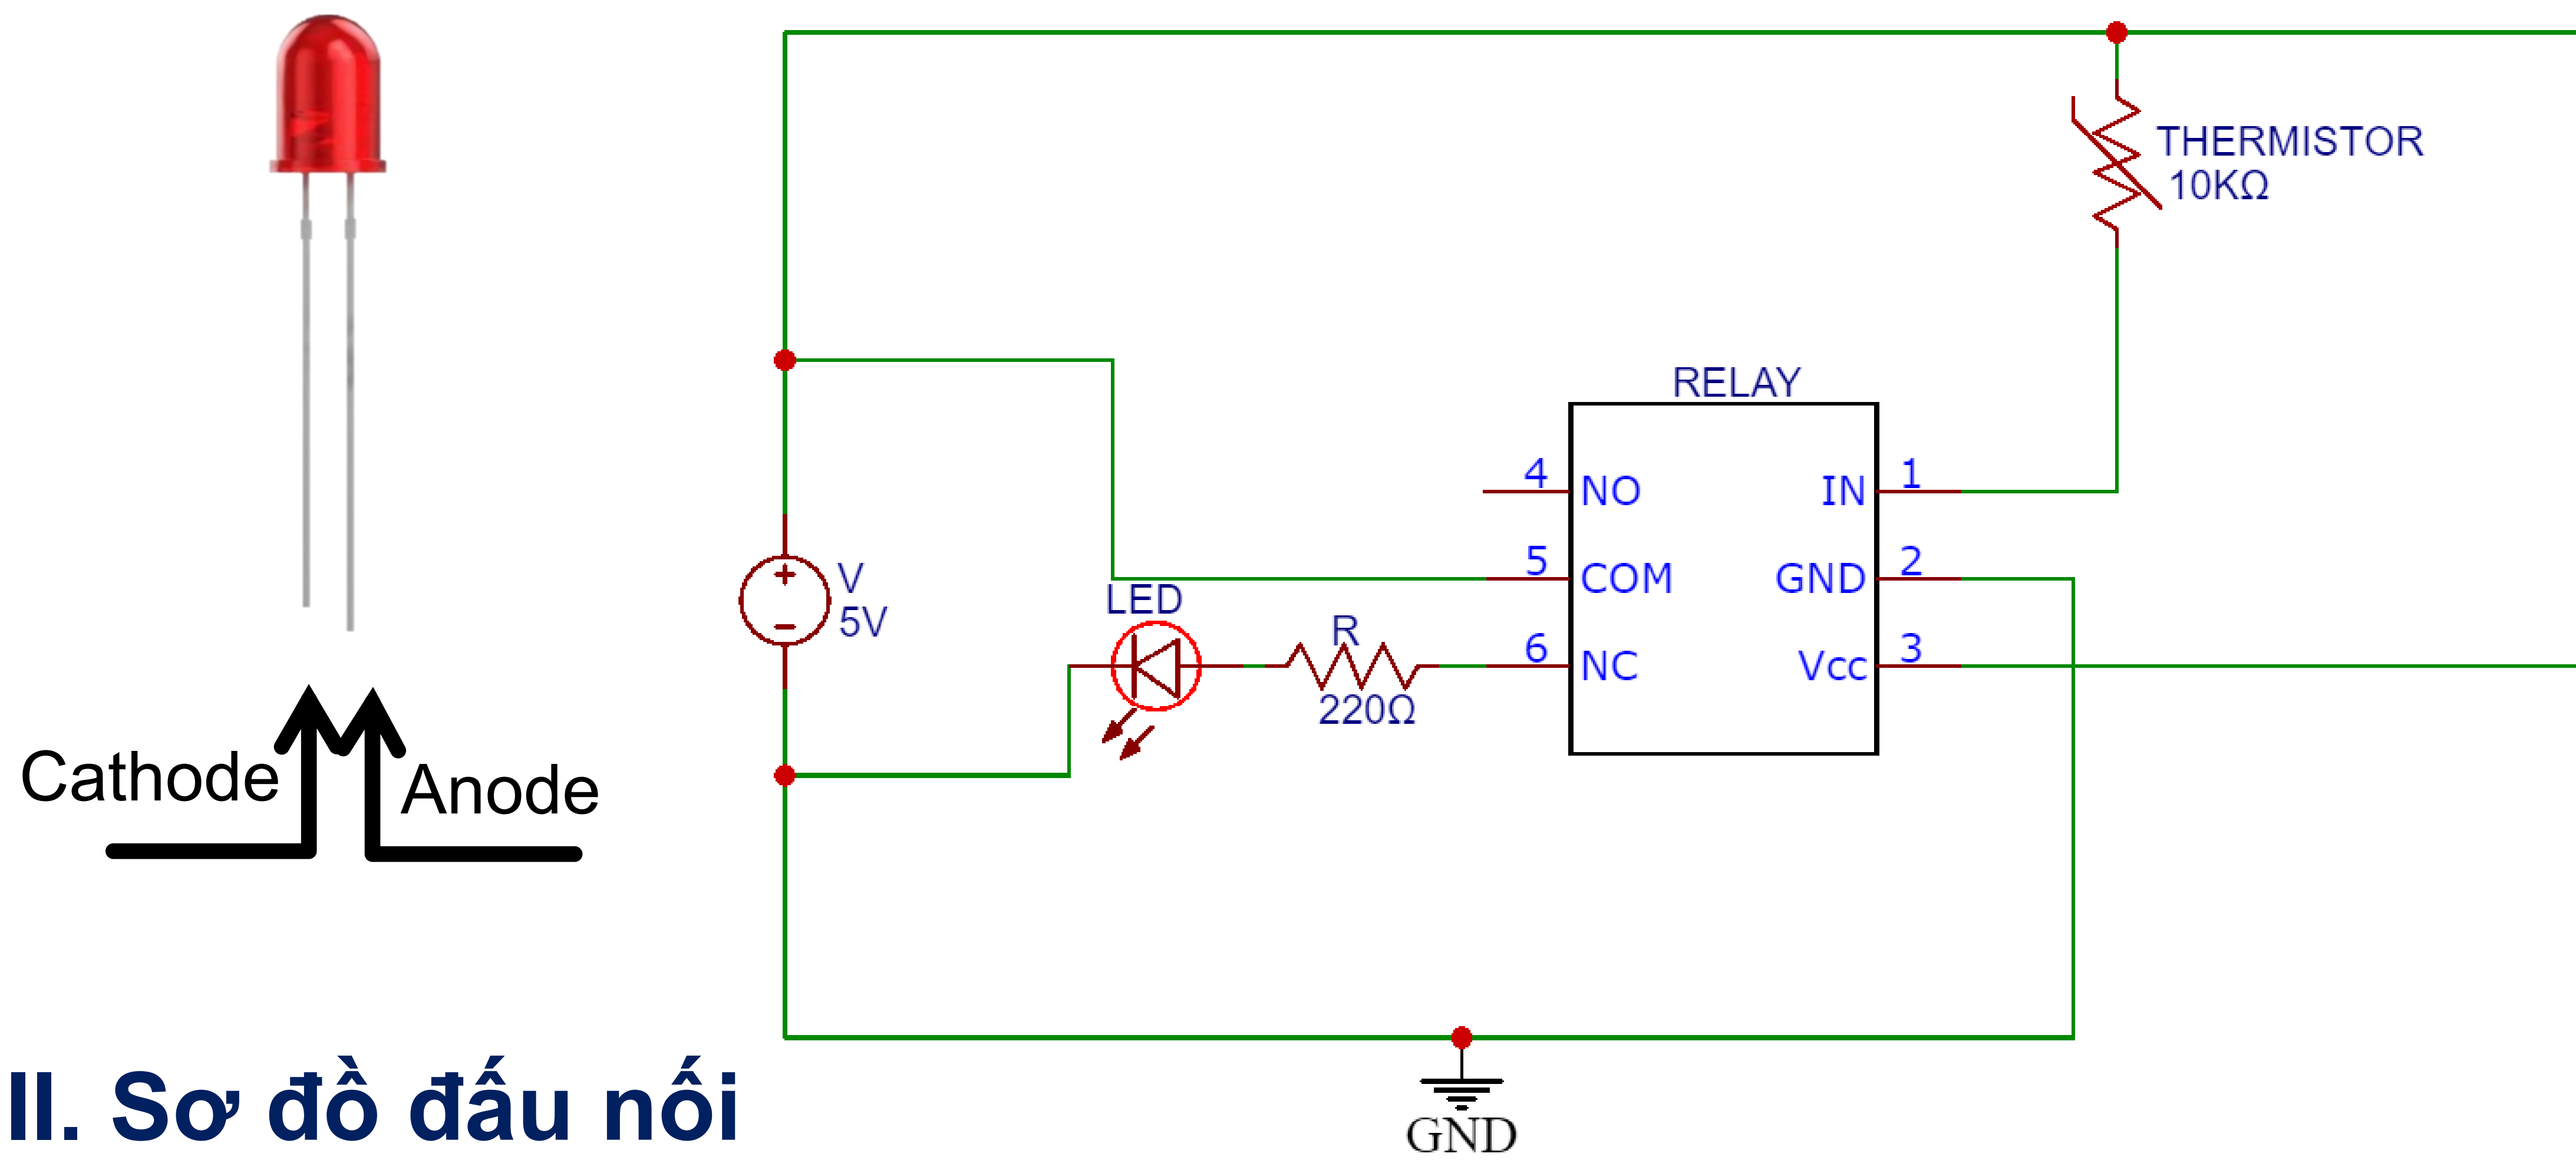 Cathode
Anode
II. Sơ đồ đấu nối
V
5V
LED
R
220Ω
RELAY
4
NO
IN
1
5
COM
GND
2
6
NC
Vcc
3
THERMISTOR
10KΩ
GND